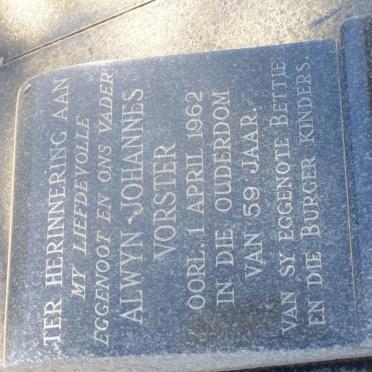 TER HERINNERING AAN
MY LIEFDEVOLLE
EGGENOOT EN ONS VADER
ALWYN JOHANNES
VORSTER
OORL. 1 APRIL 1962
IN DIE OUDERDOM
VAN 59 JAAR.
VAN SY EGGENOTE BETTIE
EN DIE BURGER KINDERS.